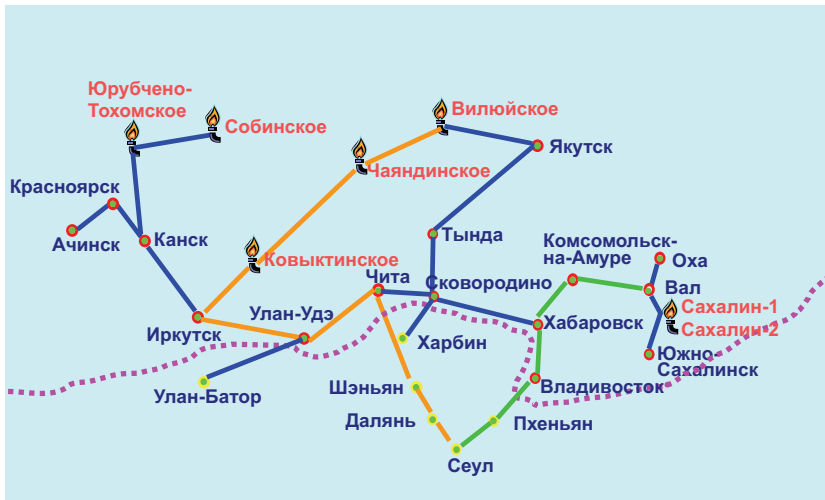 Юрубчено-
Тохомское
Собинское
Вилюйское
Якутск
Чаяндинское
Красноярск
Ачинск
Канск
Тында
Ковыктинское
Комсомольск-
на-Амуре
Оха
Чита
Сковородино
Вал
Иркутск
Улан-Удэ
Сахалин-1
Сахалин-2
Хабаровск
Харбин
Южно-
Сахалинск
Улан-Батор
Шэньян
Владивосток
Далянь
Пхеньян
Сеул